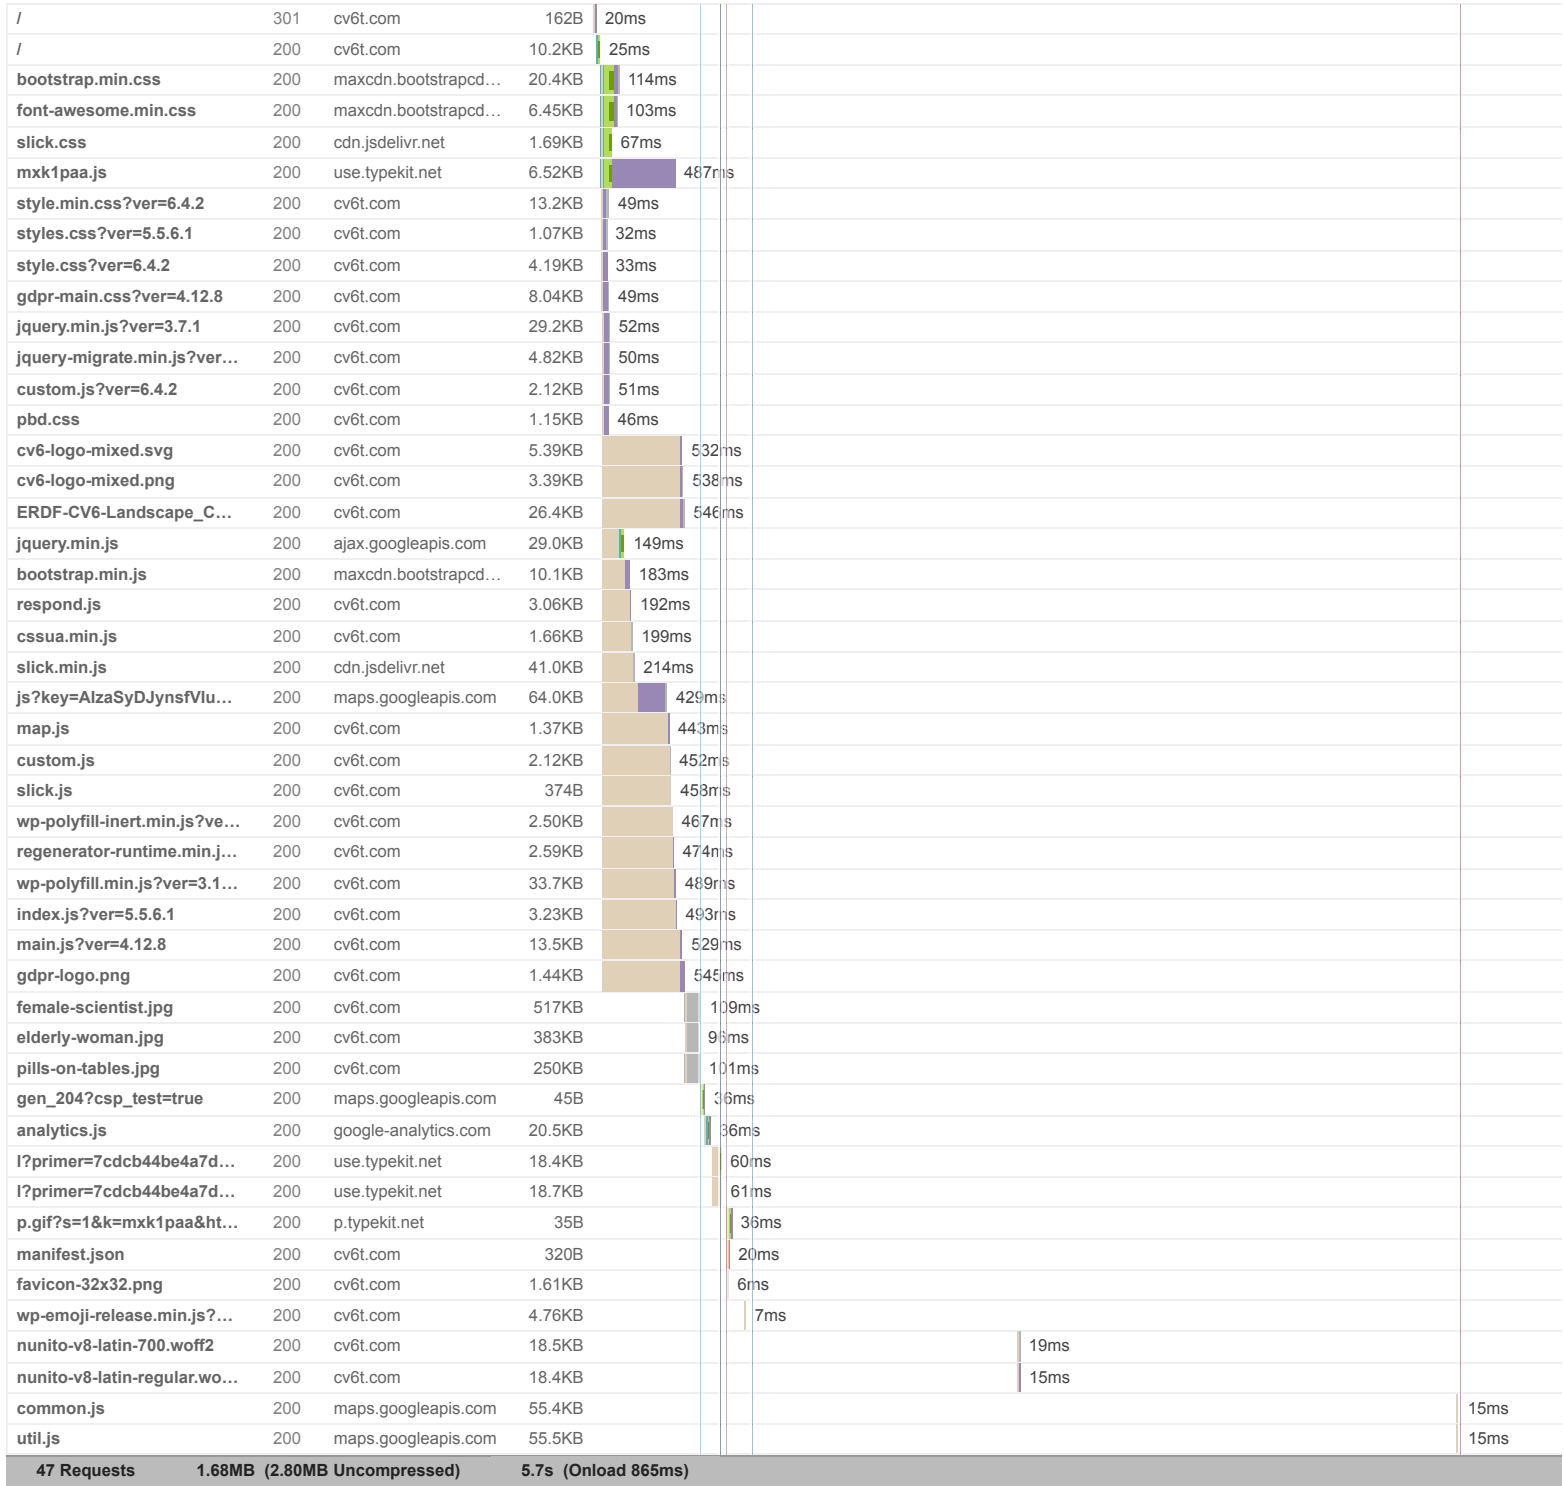 / 301 cv6t.com 162B 20ms
/ 200 cv6t.com 10.2KB 25ms
bootstrap.min.css 200 maxcdn.bootstrapcd… 20.4KB 114ms
font-awesome.min.css 200 maxcdn.bootstrapcd… 6.45KB 103ms
slick.css 200 cdn.jsdelivr.net 1.69KB 67ms
mxk1paa.js 200 use.typekit.net 6.52KB 487ms
style.min.css?ver=6.4.2 200 cv6t.com 13.2KB 49ms
styles.css?ver=5.5.6.1 200 cv6t.com 1.07KB 32ms
style.css?ver=6.4.2 200 cv6t.com 4.19KB 33ms
gdpr-main.css?ver=4.12.8 200 cv6t.com 8.04KB 49ms
jquery.min.js?ver=3.7.1 200 cv6t.com 29.2KB 52ms
jquery-migrate.min.js?ver… 200 cv6t.com 4.82KB 50ms
custom.js?ver=6.4.2 200 cv6t.com 2.12KB 51ms
pbd.css 200 cv6t.com 1.15KB 46ms
cv6-logo-mixed.svg 200 cv6t.com 5.39KB 532ms
cv6-logo-mixed.png 200 cv6t.com 3.39KB 538ms
ERDF-CV6-Landscape_C… 200 cv6t.com 26.4KB 546ms
jquery.min.js 200 ajax.googleapis.com 29.0KB 149ms
bootstrap.min.js 200 maxcdn.bootstrapcd… 10.1KB 183ms
respond.js 200 cv6t.com 3.06KB 192ms
cssua.min.js 200 cv6t.com 1.66KB 199ms
slick.min.js 200 cdn.jsdelivr.net 41.0KB 214ms
js?key=AIzaSyDJynsfVlu… 200 maps.googleapis.com 64.0KB 429ms
map.js 200 cv6t.com 1.37KB 443ms
custom.js 200 cv6t.com 2.12KB 452ms
slick.js 200 cv6t.com 374B 458ms
wp-polyfill-inert.min.js?ve… 200 cv6t.com 2.50KB 467ms
regenerator-runtime.min.j… 200 cv6t.com 2.59KB 474ms
wp-polyfill.min.js?ver=3.1… 200 cv6t.com 33.7KB 489ms
index.js?ver=5.5.6.1 200 cv6t.com 3.23KB 493ms
main.js?ver=4.12.8 200 cv6t.com 13.5KB 529ms
gdpr-logo.png 200 cv6t.com 1.44KB 545ms
female-scientist.jpg 200 cv6t.com 517KB 109ms
elderly-woman.jpg 200 cv6t.com 383KB 96ms
pills-on-tables.jpg 200 cv6t.com 250KB 101ms
gen_204?csp_test=true 200 maps.googleapis.com 45B 36ms
analytics.js 200 google-analytics.com 20.5KB 36ms
l?primer=7cdcb44be4a7d… 200 use.typekit.net 18.4KB 60ms
l?primer=7cdcb44be4a7d… 200 use.typekit.net 18.7KB 61ms
p.gif?s=1&k=mxk1paa&ht… 200 p.typekit.net 35B 36ms
manifest.json 200 cv6t.com 320B 20ms
favicon-32x32.png 200 cv6t.com 1.61KB 6ms
wp-emoji-release.min.js?… 200 cv6t.com 4.76KB 7ms
nunito-v8-latin-700.woff2 200 cv6t.com 18.5KB 19ms
nunito-v8-latin-regular.wo… 200 cv6t.com 18.4KB 15ms
common.js 200 maps.googleapis.com 55.4KB 15ms
util.js 200 maps.googleapis.com 55.5KB 15ms
47 Requests 1.68MB (2.80MB Uncompressed) 5.7s (Onload 865ms)